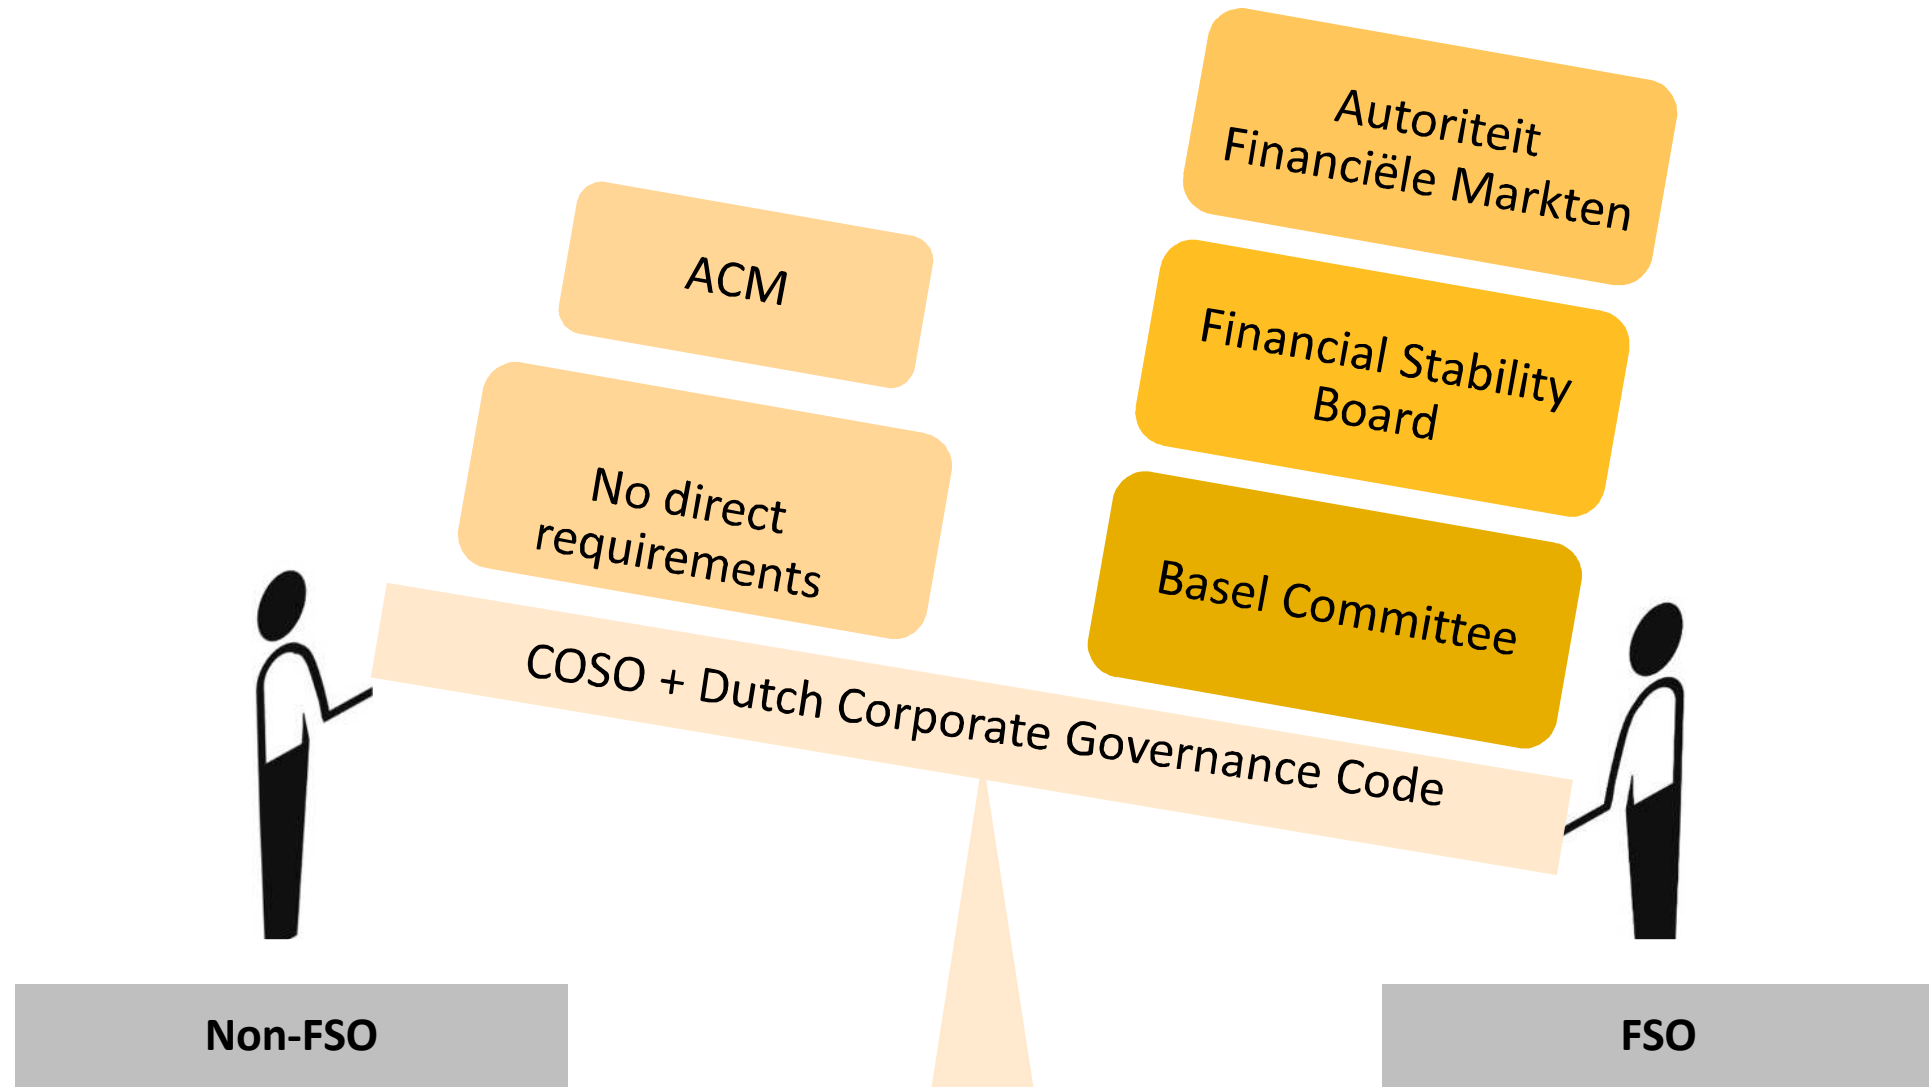 Autoriteit
Financiële Markten
ACM
Financial Stability
Board
No direct
requirements
Basel Committee
COSO + Dutch Corporate Governance Code
Non-FSO
FSO